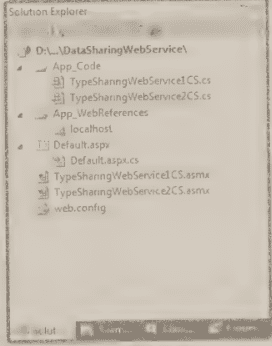 Solution Explorer
D:\...\DataSharingWebService\
App_Code
TypeSharingWebService1CS.cs
TypeSharingWebService2CS.cs
App_WebReferences
localhost
Default.aspx
Default.aspx.cs
TypeSharingWebService1CS.asmx
TypeSharingWebService2CS.asmx
web.config